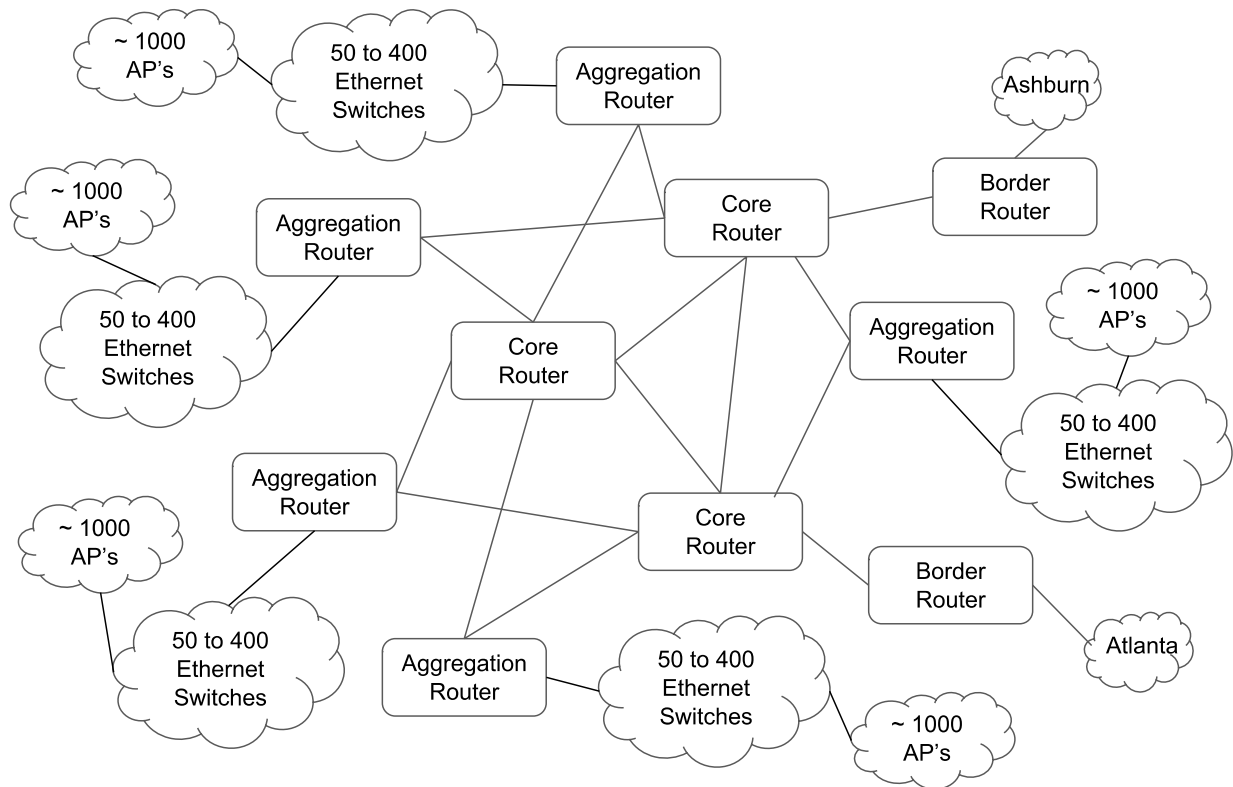 ~ 1000
AP's
50 to 400
Ethernet
Switches
Aggregation
Router
Ashburn
~ 1000
AP's
Aggregation
Router
Core
Router
Border
Router
50 to 400
Ethernet
Switches
Core
Router
Aggregation
Router
~ 1000
AP's
50 to 400
Ethernet
Switches
Aggregation
Router
~ 1000
AP's
Core
Router
Border
Router
Atlanta
50 to 400
Ethernet
Switches
Aggregation
Router
50 to 400
Ethernet
Switches
~ 1000
AP's